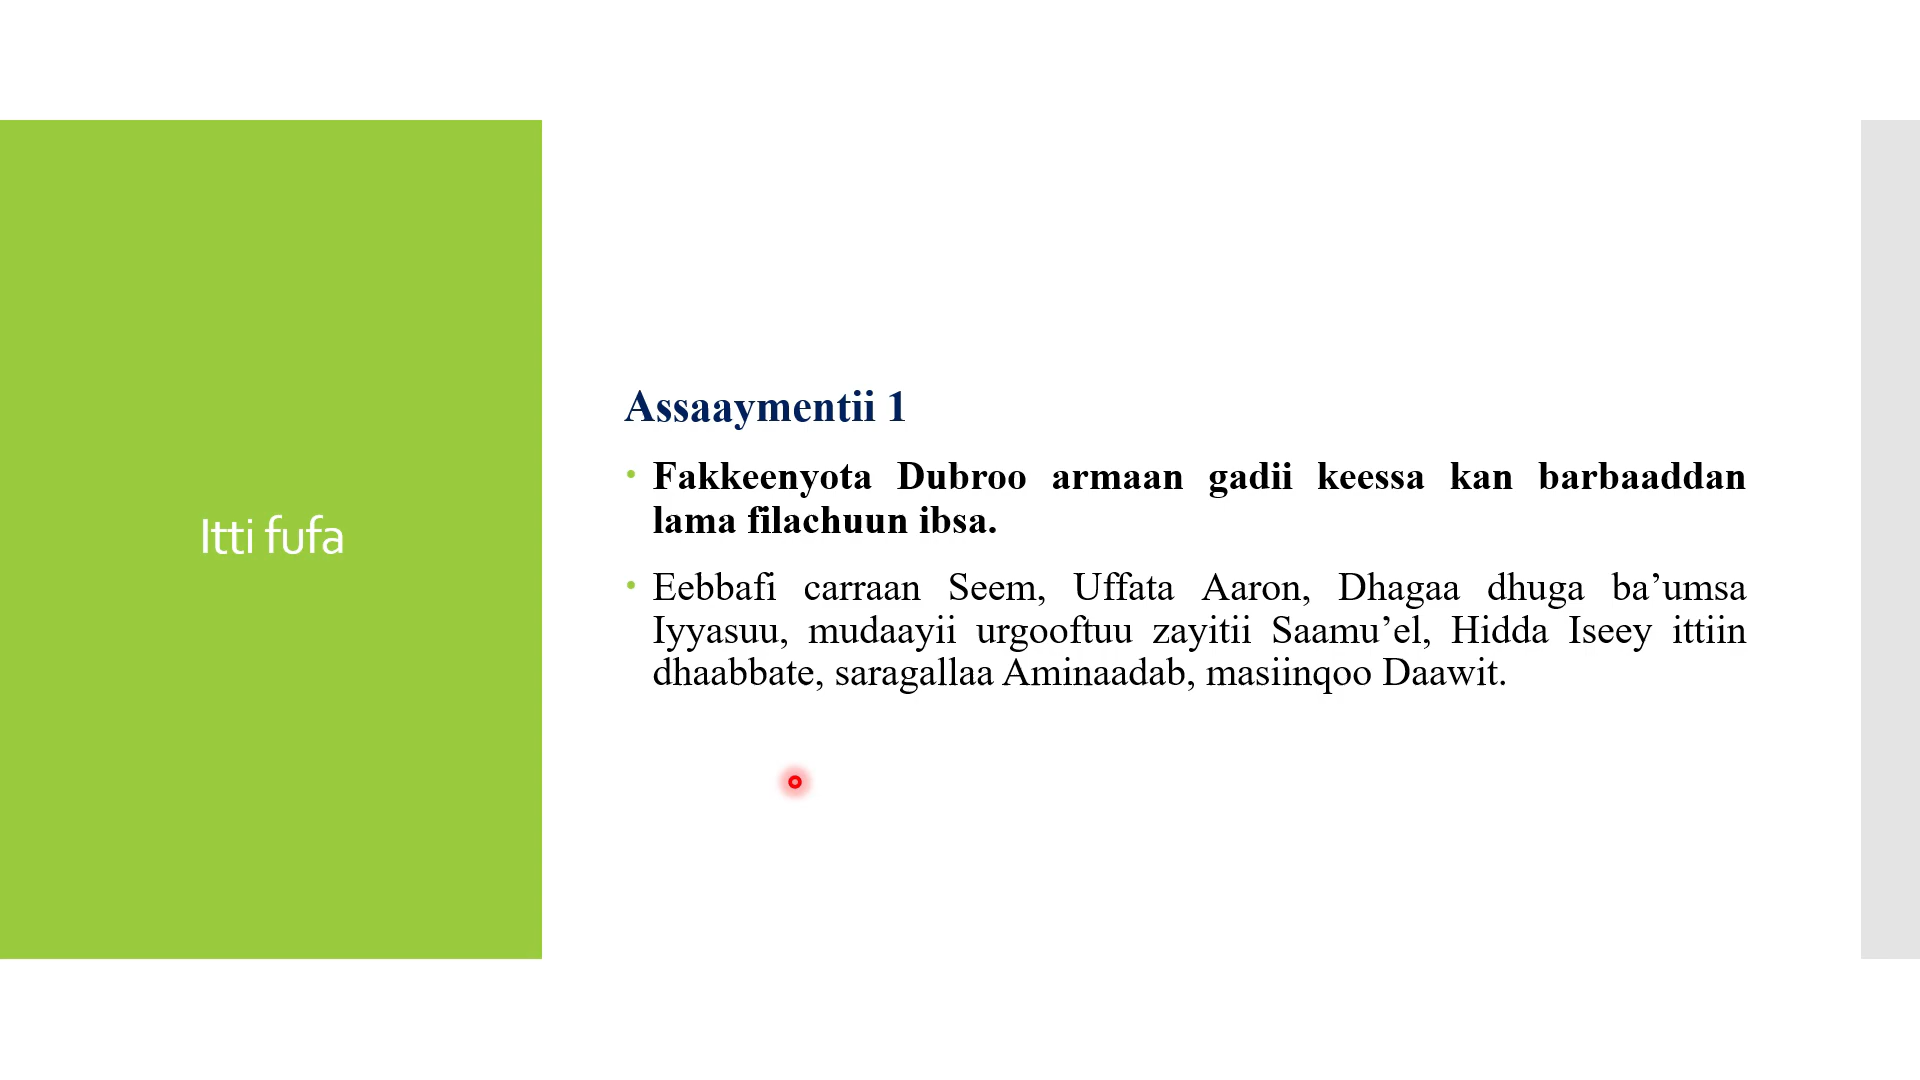 Itti fufa
Assaaymentii 1
• Fakkeenyota Dubroo armaan gadii keessa kan barbaaddan
lama filachuun ibsa.
• Eebbafi carraan Seem, Uffata Aaron, Dhagaa dhuga ba’umsa
Iyyasuu, mudaayii urgooftuu zayitii Saamu’el, Hidda Iseey ittiin
dhaabbate, saragallaa Aminaadab, masiinqoo Daawit.